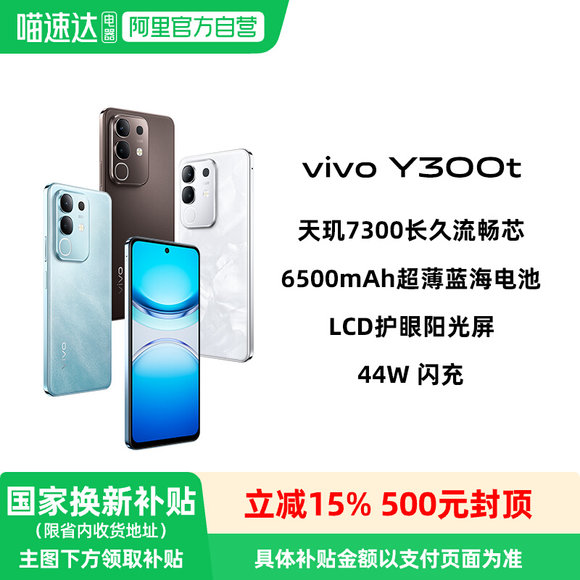 喵速达电器 阿里官方自营
vivo Y300t
天玑7300长久流畅芯
6500mAh超薄蓝海电池
LCD护眼阳光屏
44W 闪充
vivo
vivo
国家换新补贴
(限省内收货地址)
主图下方领取补贴
立减15% 500元封顶
具体补贴金额以支付页面为准